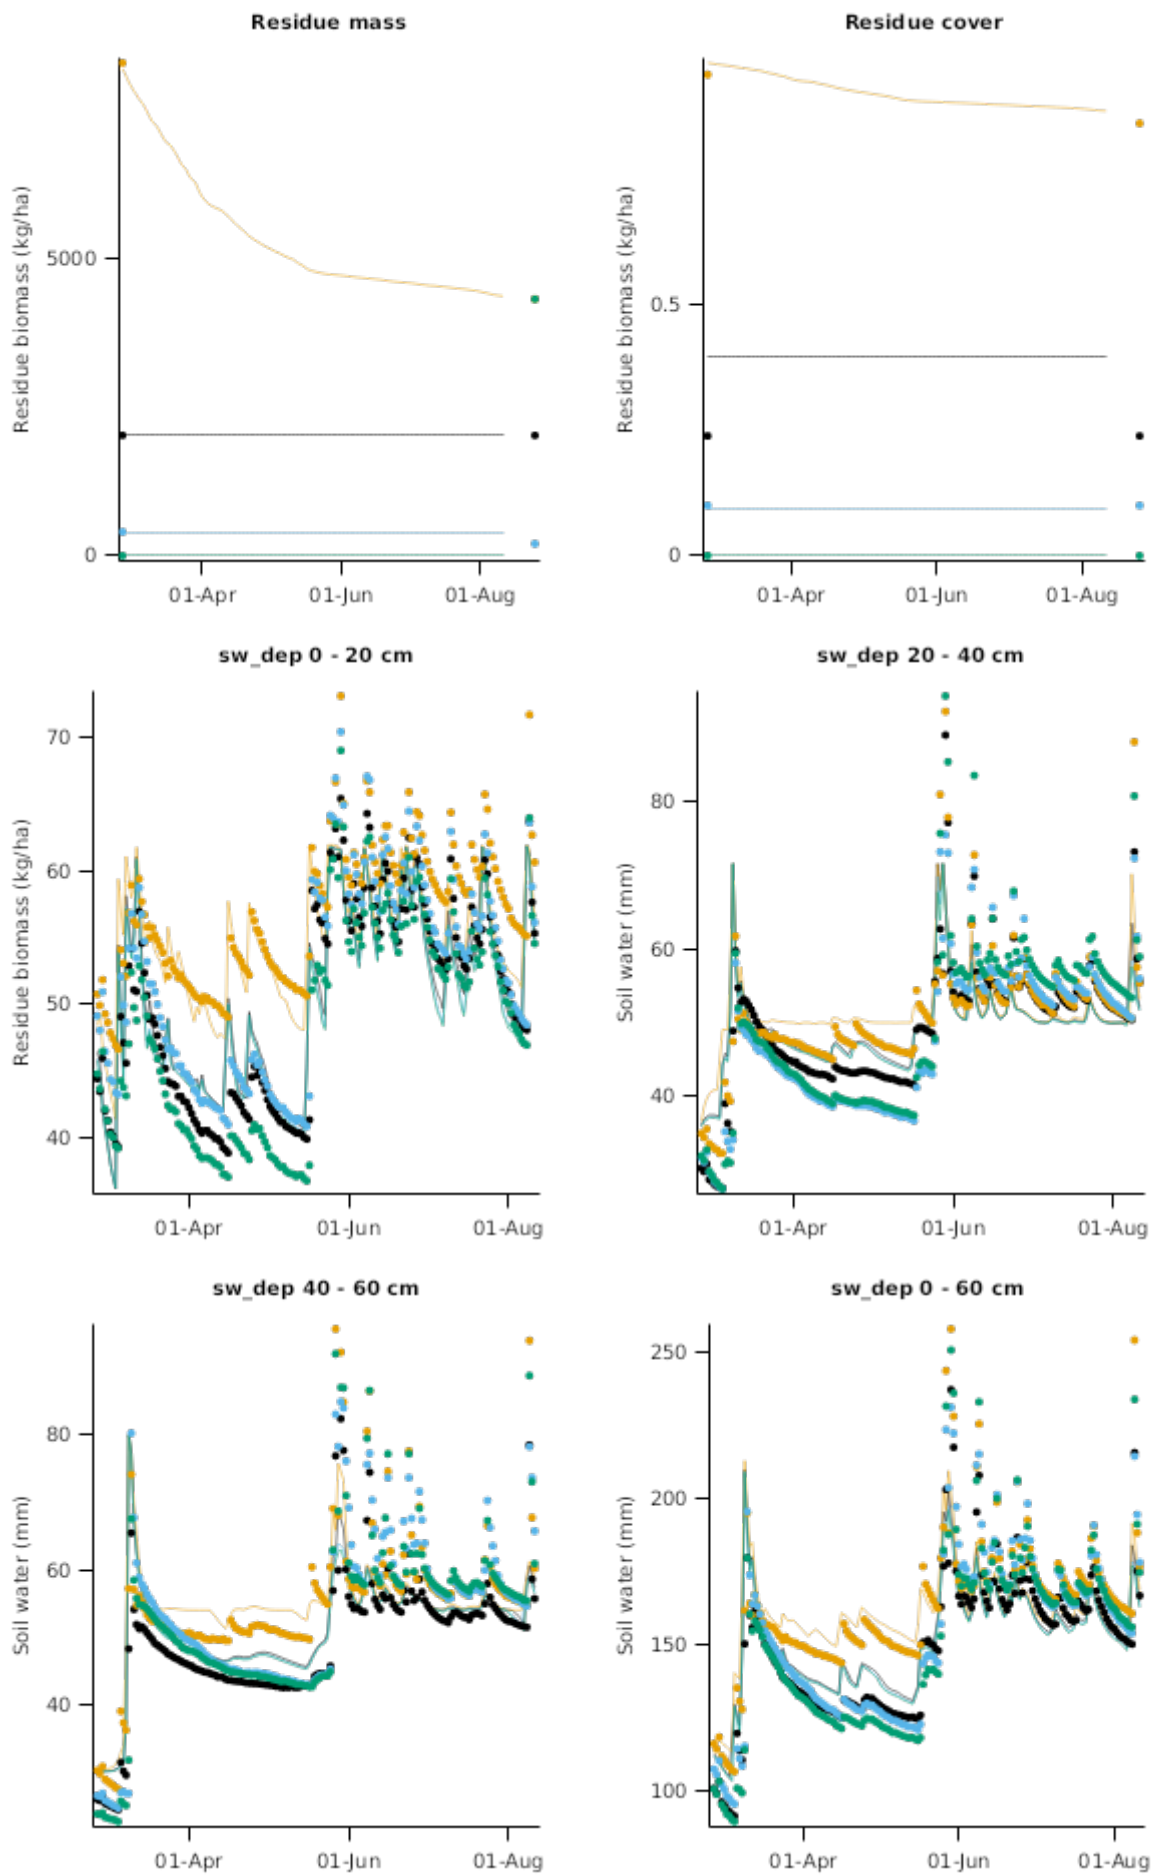 Residue mass
Residue biomass (kg/ha)
5000
0
01-Apr
01-Jun
01-Aug
Residue cover
Residue biomass (kg/ha)
0.5
0
01-Apr
01-Jun
01-Aug
sw_dep 0 - 20 cm
Residue biomass (kg/ha)
70
60
50
40
01-Apr
01-Jun
01-Aug
sw_dep 20 - 40 cm
Soil water (mm)
80
60
40
01-Apr
01-Jun
01-Aug
sw_dep 40 - 60 cm
Soil water (mm)
80
60
40
01-Apr
01-Jun
01-Aug
sw_dep 0 - 60 cm
Soil water (mm)
250
200
150
100
01-Apr
01-Jun
01-Aug